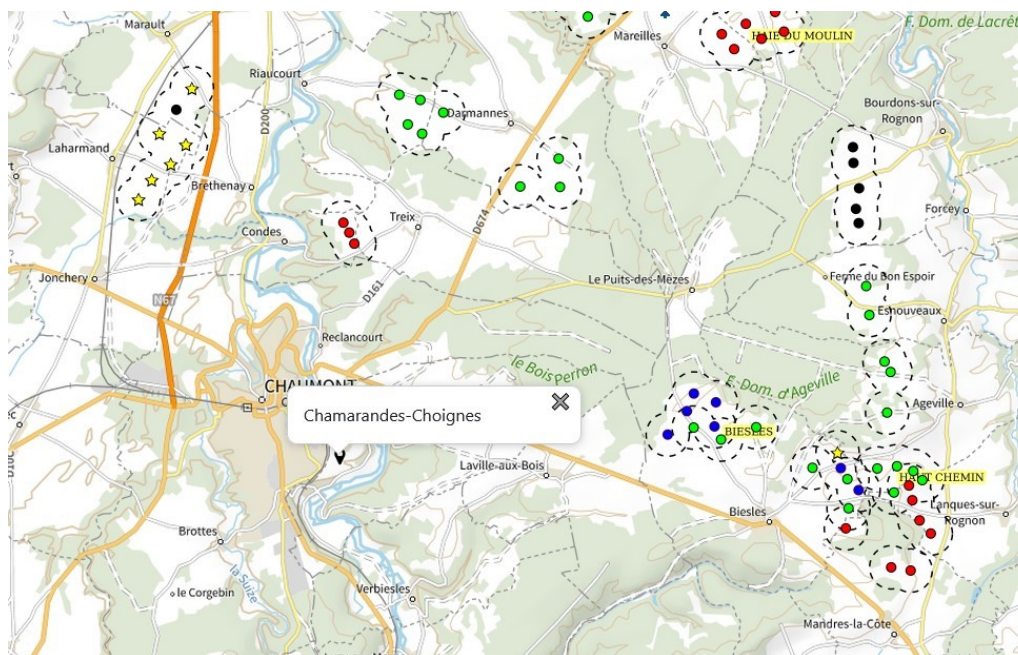 Marault
Mareilles
HAIE DU MOULIN
F. Dom. de Lacrêt
Riaucourt
D200
Darmannes
Bourdons-sur-
Rognon
Laharmand
Brethenay
Treix
D674
Forcey
Condes
Jonchery
Le Puits-des-Mèzes
Ferme du Bon Espoir
D161
N67
Esnouveaux
Reclancourt
le Bois Perron
CHAUMONT
F. Dom. d'Ageville
Chamarandes-Choignes
Ageville
BIESLES
Laville-aux-Bois
HAUT CHEMIN
Lanques-sur-
Rognon
Biesles
Brottes
la Suize
le Corgebin
Verbiesles
Mandres-la-Côte